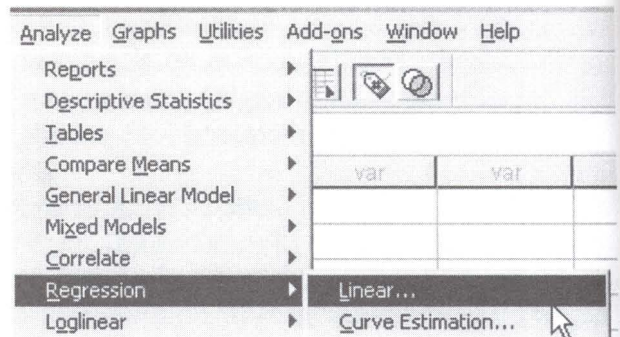 Analyze Graphs Utilities Add-ons Window Help
Reports
Descriptive Statistics
Tables
Compare Means
var var
General Linear Model
Mixed Models
Correlate
Regression Linear...
Loglinear Curve Estimation...